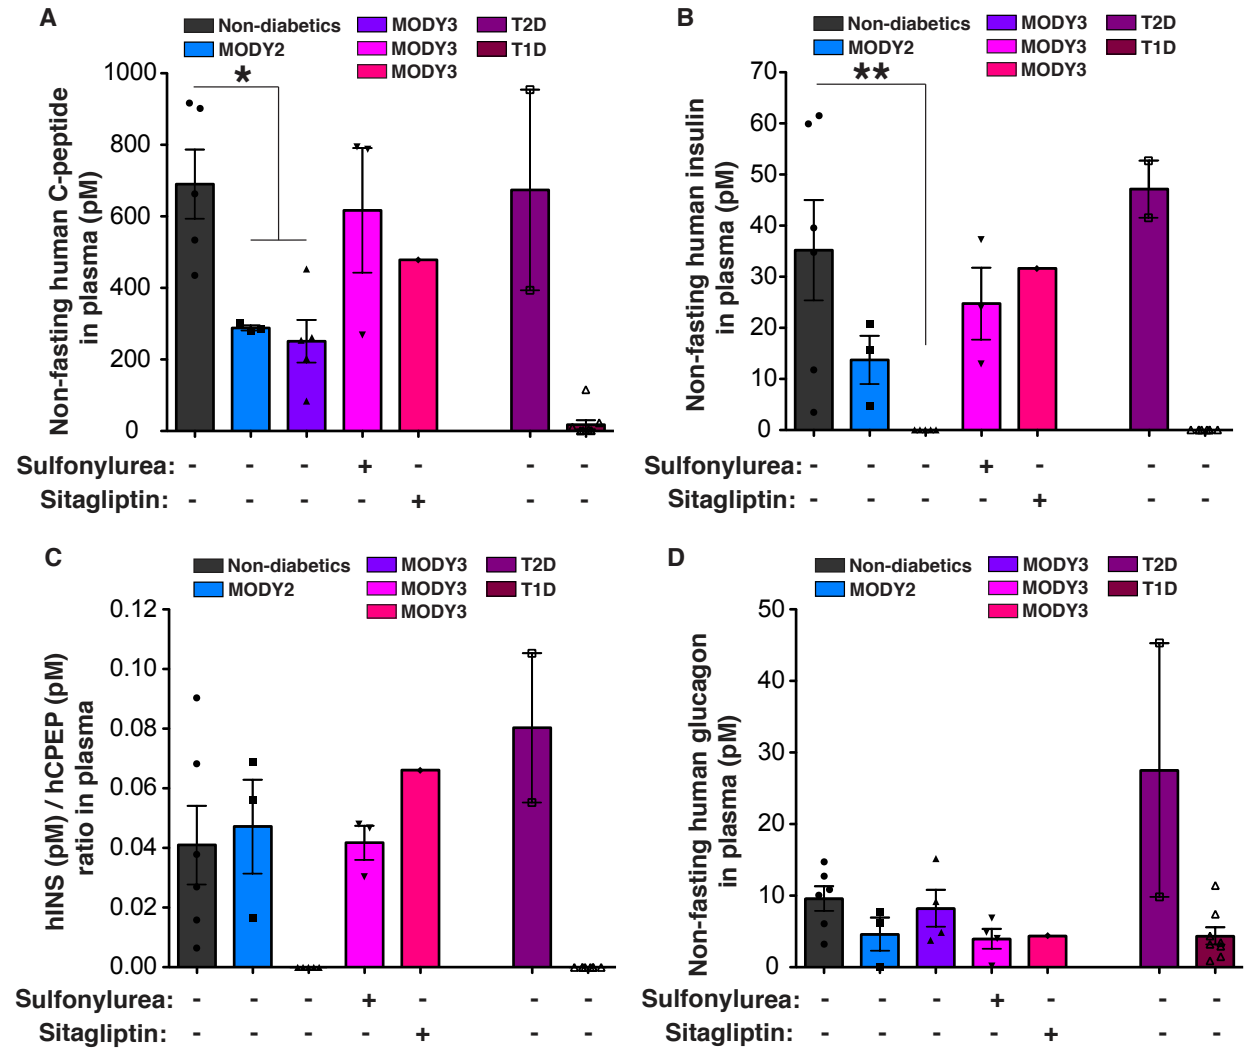 A
Non-diabetics
MODY2
MODY3
MODY3
MODY3
T2D
T1D
*
Non-fasting human C-peptide
in plasma (pM)
1000
800
600
400
200
0
Sulfonylurea: - - - + - - -
Sitagliptin: - - - - + - -
B
Non-diabetics
MODY2
MODY3
MODY3
MODY3
T2D
T1D
**
Non-fasting human insulin
in plasma (pM)
70
60
50
40
30
20
10
0
Sulfonylurea: - - - + - - -
Sitagliptin: - - - - + - -
C
Non-diabetics
MODY2
MODY3
MODY3
MODY3
T2D
T1D
hINS (pM) / hCPEP (pM)
ratio in plasma
0.12
0.10
0.08
0.06
0.04
0.02
0.00
Sulfonylurea: - - - + - - -
Sitagliptin: - - - - + - -
D
Non-diabetics
MODY2
MODY3
MODY3
MODY3
T2D
T1D
Non-fasting human glucagon
in plasma (pM)
50
40
30
20
10
0
Sulfonylurea: - - - + - - -
Sitagliptin: - - - - + - -